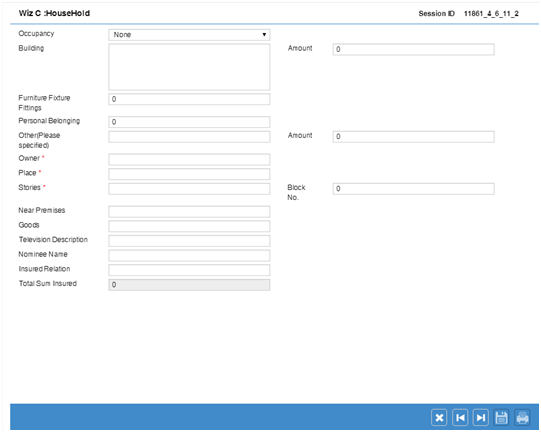 Wiz C :HouseHold Session ID 11861_4_6_11_2
Occupancy None
Building Amount 0
Furniture Fixture
Fittings 0
Personal Belonging 0
Other(Please
specified) Amount 0
Owner *
Place *
Stories * Block
No. 0
Near Premises
Goods
Television Description
Nominee Name
Insured Relation
Total Sum Insured 0